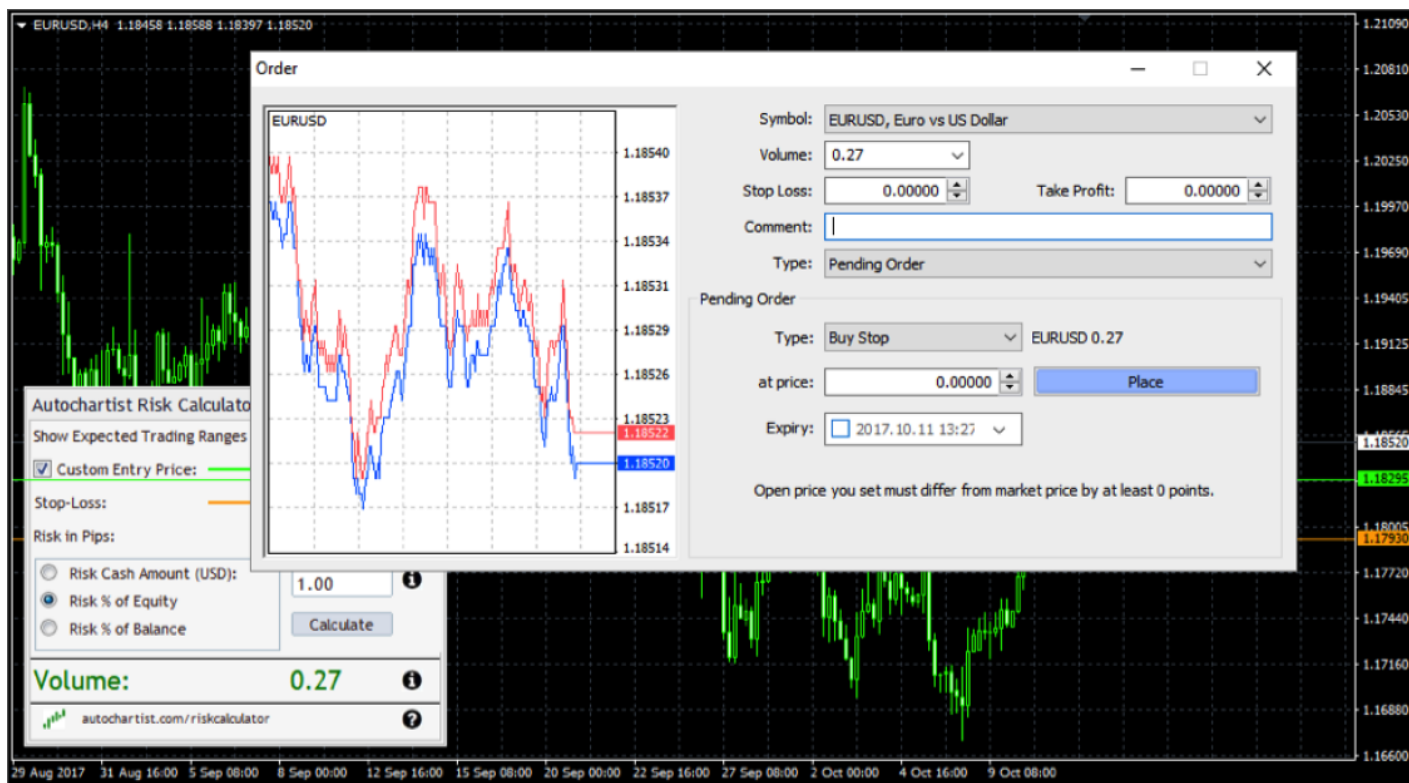 EURUSD,H4 1.18458 1.18588 1.18397 1.18520
1.21090
1.20810
1.20530
1.20250
1.19970
1.19690
1.19405
1.19125
1.18845
1.18520
1.18295
1.18005
1.17930
1.17720
1.17440
1.17160
1.16880
1.16600
Order
EURUSD
1.18540
1.18537
1.18534
1.18531
1.18529
1.18526
1.18523
1.18522
1.18520
1.18517
1.18514
Symbol: EURUSD, Euro vs US Dollar
Volume: 0.27
Stop Loss: 0.00000 Take Profit: 0.00000
Comment:
Type: Pending Order
Pending Order
Type: Buy Stop EURUSD 0.27
at price: 0.00000 Place
Expiry: 2017.10.11 13:27
Open price you set must differ from market price by at least 0 points.
Autochartist Risk Calculato
Show Expected Trading Ranges
Custom Entry Price:
Stop-Loss:
Risk in Pips:
Risk Cash Amount (USD):
1.00
Risk % of Equity
Risk % of Balance
Calculate
Volume: 0.27
autochartist.com/riskcalculator
29 Aug 2017 31 Aug 16:00 5 Sep 08:00 8 Sep 00:00 12 Sep 16:00 15 Sep 08:00 20 Sep 00:00 22 Sep 16:00 27 Sep 08:00 2 Oct 00:00 4 Oct 16:00 9 Oct 08:00